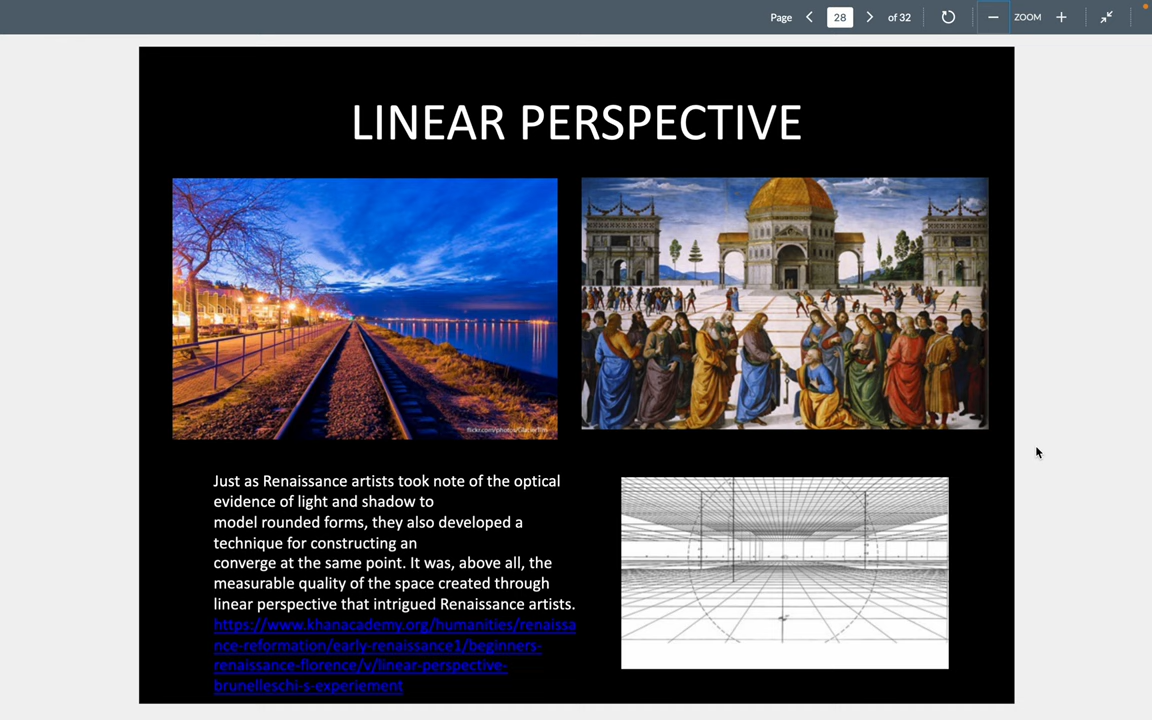 Page 28 of 32 ZOOM
LINEAR PERSPECTIVE
Just as Renaissance artists took note of the optical
evidence of light and shadow to
model rounded forms, they also developed a
technique for constructing an
converge at the same point. It was, above all, the
measurable quality of the space created through
linear perspective that intrigued Renaissance artists.
https://www.khanacademy.org/humanities/renaissa
nce-reformation/early-renaissance1/beginners-
renaissance-florence/v/linear-perspective-
brunelleschi-s-experiement